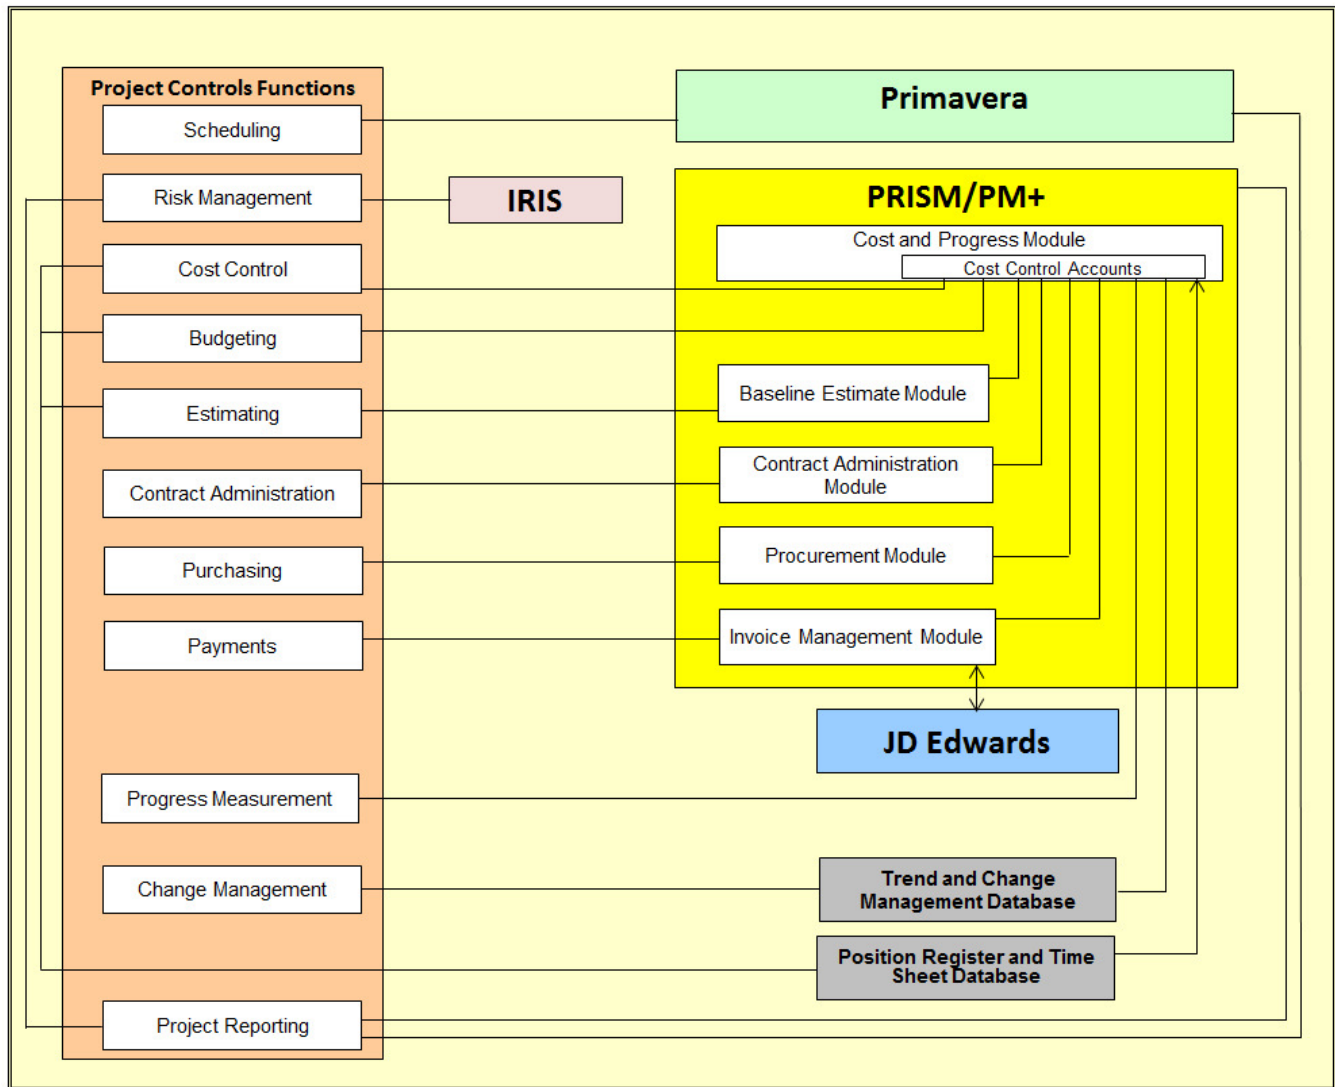 Project Controls Functions
Scheduling
Risk Management
Cost Control
Budgeting
Estimating
Contract Administration
Purchasing
Payments
Progress Measurement
Change Management
Project Reporting
IRIS
Primavera
PRISM/PM+
Cost and Progress Module
Cost Control Accounts
Baseline Estimate Module
Contract Administration
Module
Procurement Module
Invoice Management Module
JD Edwards
Trend and Change
Management Database
Position Register and Time
Sheet Database